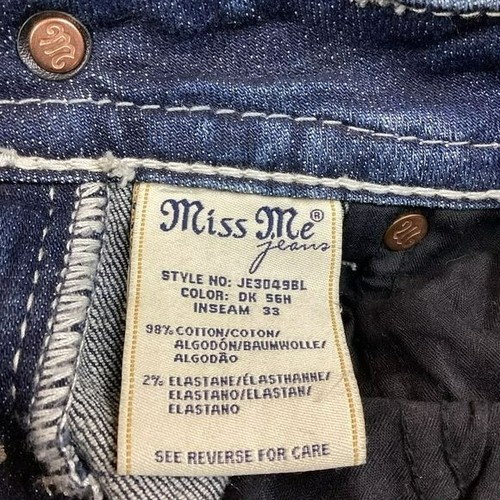 Miss Me®
jeans
STYLE NO: JE3049BL
COLOR: DK 56H
INSEAM 33
98% COTTON/COTON/
ALGODÓN/BAUMWOLLE/
ALGODÃO
2% ELASTANE/ÉLASTHANNE/
ELASTANO/ELASTAN/
ELASTANO
SEE REVERSE FOR CARE